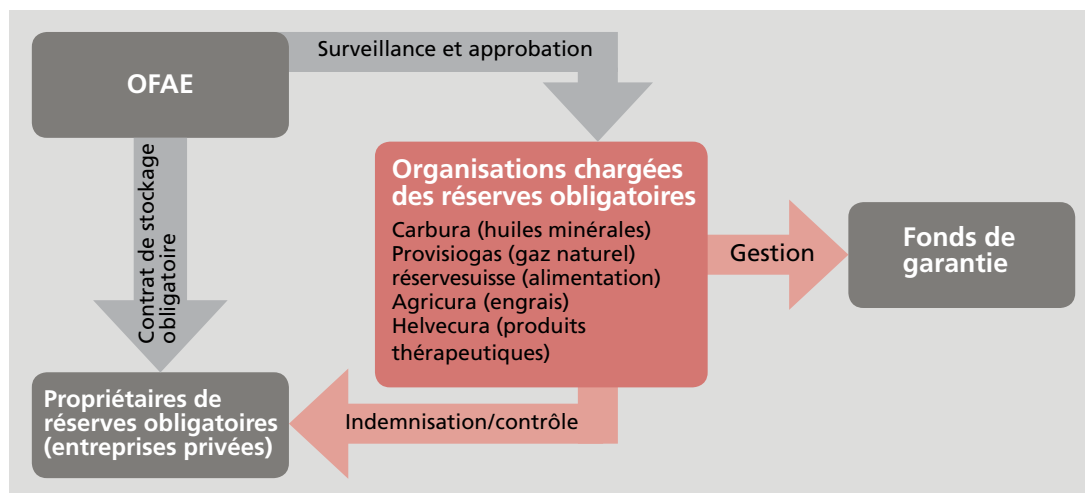 OFAE
Surveillance et approbation
Contrat de stockage
obligatoire
Organisations chargées
des réserves obligatoires
Carbura (huiles minérales)
Provisiogas (gaz naturel)
réservesuisse (alimentation)
Agricura (engrais)
Helvecura (produits
thérapeutiques)
Gestion
Fonds de
garantie
Propriétaires de
réserves obligatoires
(entreprises privées)
Indemnisation/contrôle